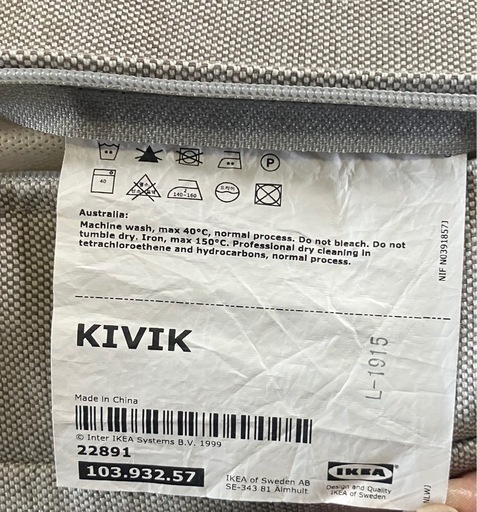 P
40
140-160
Australia:
Machine wash, max 40°C, normal process. Do not bleach. Do not
tumble dry. Iron, max 150°C. Professional dry cleaning in
tetrachloroethene and hydrocarbons, normal process.
NIF N0391857J
KIVIK
L-1915
Made in China
© Inter IKEA Systems B.V. 1999
22891
103.932.57
IKEA of Sweden AB
SE-343 81 Älmhult
IKEA
Design and Quality
IKEA of Sweden
NLWJ